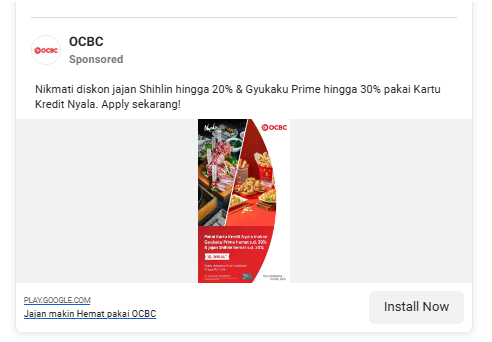 OCBC
OCBC
Sponsored
Nikmati diskon jajan Shihlin hingga 20% & Gyukaku Prime hingga 30% pakai Kartu
Kredit Nyala. Apply sekarang!
Nyala
OCBC
Pakai Kartu Kredit Nyala makan
Gyukaku Prime hemat s.d. 30%
& jajan Shihlin hemat s.d. 20%
PLAY.GOOGLE.COM
Jajan makin Hemat pakai OCBC
Install Now